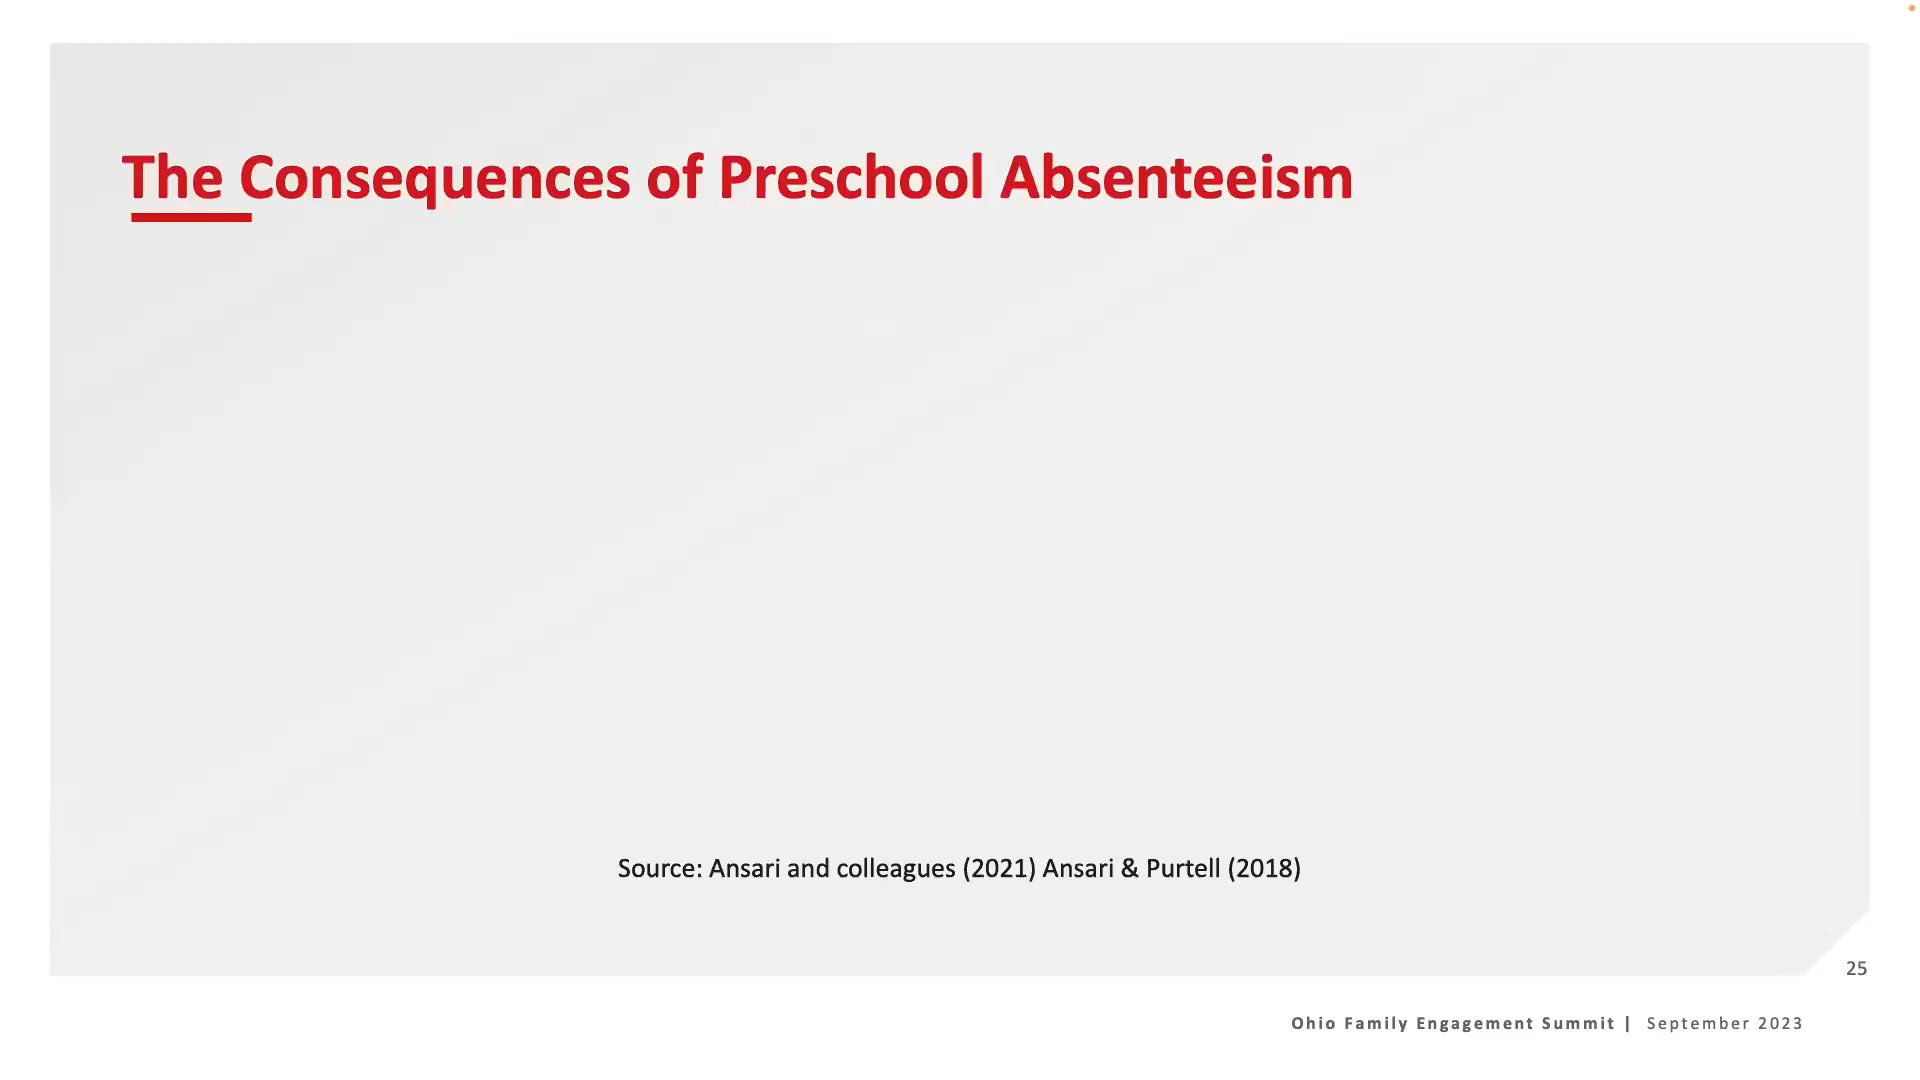 The Consequences of Preschool Absenteeism
Source: Ansari and colleagues (2021) Ansari & Purtell (2018)
25
Ohio Family Engagement Summit | September 2023